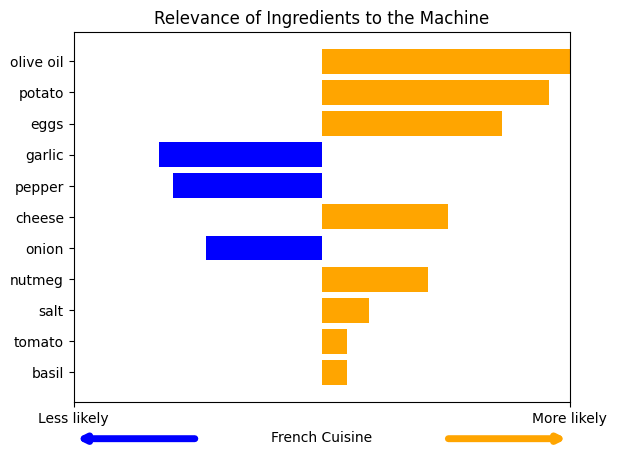 Relevance of Ingredients to the Machine
olive oil
potato
eggs
garlic
pepper
cheese
onion
nutmeg
salt
tomato
basil
Less likely
More likely
French Cuisine